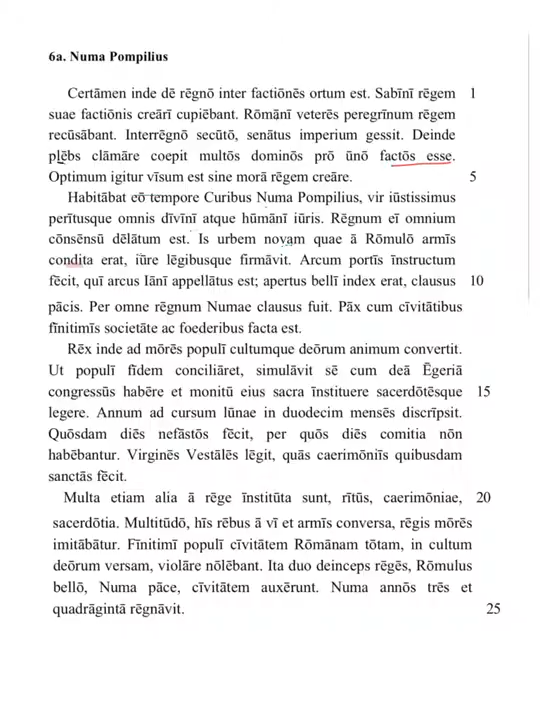 6a. Numa Pompilius
Certāmen inde dē rēgnō inter factiōnēs ortum est. Sabīnī rēgem 1
suae factiōnis creārī cupiēbant. Rōmānī veterēs peregrīnum rēgem
recūsābant. Interrēgnō secūtō, senātus imperium gessit. Deinde
plēbs clāmāre coepit multōs dominōs prō ūnō factōs esse.
Optimum igitur vīsum est sine morā rēgem creāre. 5
Habitābat eō tempore Curibus Numa Pompilius, vir iūstissimus
perītusque omnis dīvīnī atque hūmānī iūris. Rēgnum eī omnium
cōnsēnsū dēlātum est. Is urbem novam quae ā Rōmulō armīs
condita erat, iūre lēgibusque firmāvit. Arcum portīs īnstructum
fēcit, quī arcus Iānī appellātus est; apertus bellī index erat, clausus 10
pācis. Per omne rēgnum Numae clausus fuit. Pāx cum cīvitātibus
fīnitimīs societāte ac foederibus facta est.
Rēx inde ad mōrēs populī cultumque deōrum animum convertit.
Ut populī fīdem conciliāret, simulāvit sē cum deā Ēgeriā
congressūs habēre et monitū eius sacra īnstituere sacerdōtēsque 15
legere. Annum ad cursum lūnae in duodecim mensēs discrīpsit.
Quōsdam diēs nefāstōs fēcit, per quōs diēs comitia nōn
habēbantur. Virginēs Vestālēs lēgit, quās caerimōniīs quibusdam
sanctās fēcit.
Multa etiam alia ā rēge īnstitūta sunt, rītūs, caerimōniae, 20
sacerdōtia. Multitūdō, hīs rēbus ā vī et armīs conversa, rēgis mōrēs
imitābātur. Fīnitimī populī cīvitātem Rōmānam tōtam, in cultum
deōrum versam, violāre nōlēbant. Ita duo deinceps rēgēs, Rōmulus
bellō, Numa pāce, cīvitātem auxērunt. Numa annōs trēs et
quadrāgintā rēgnāvit. 25